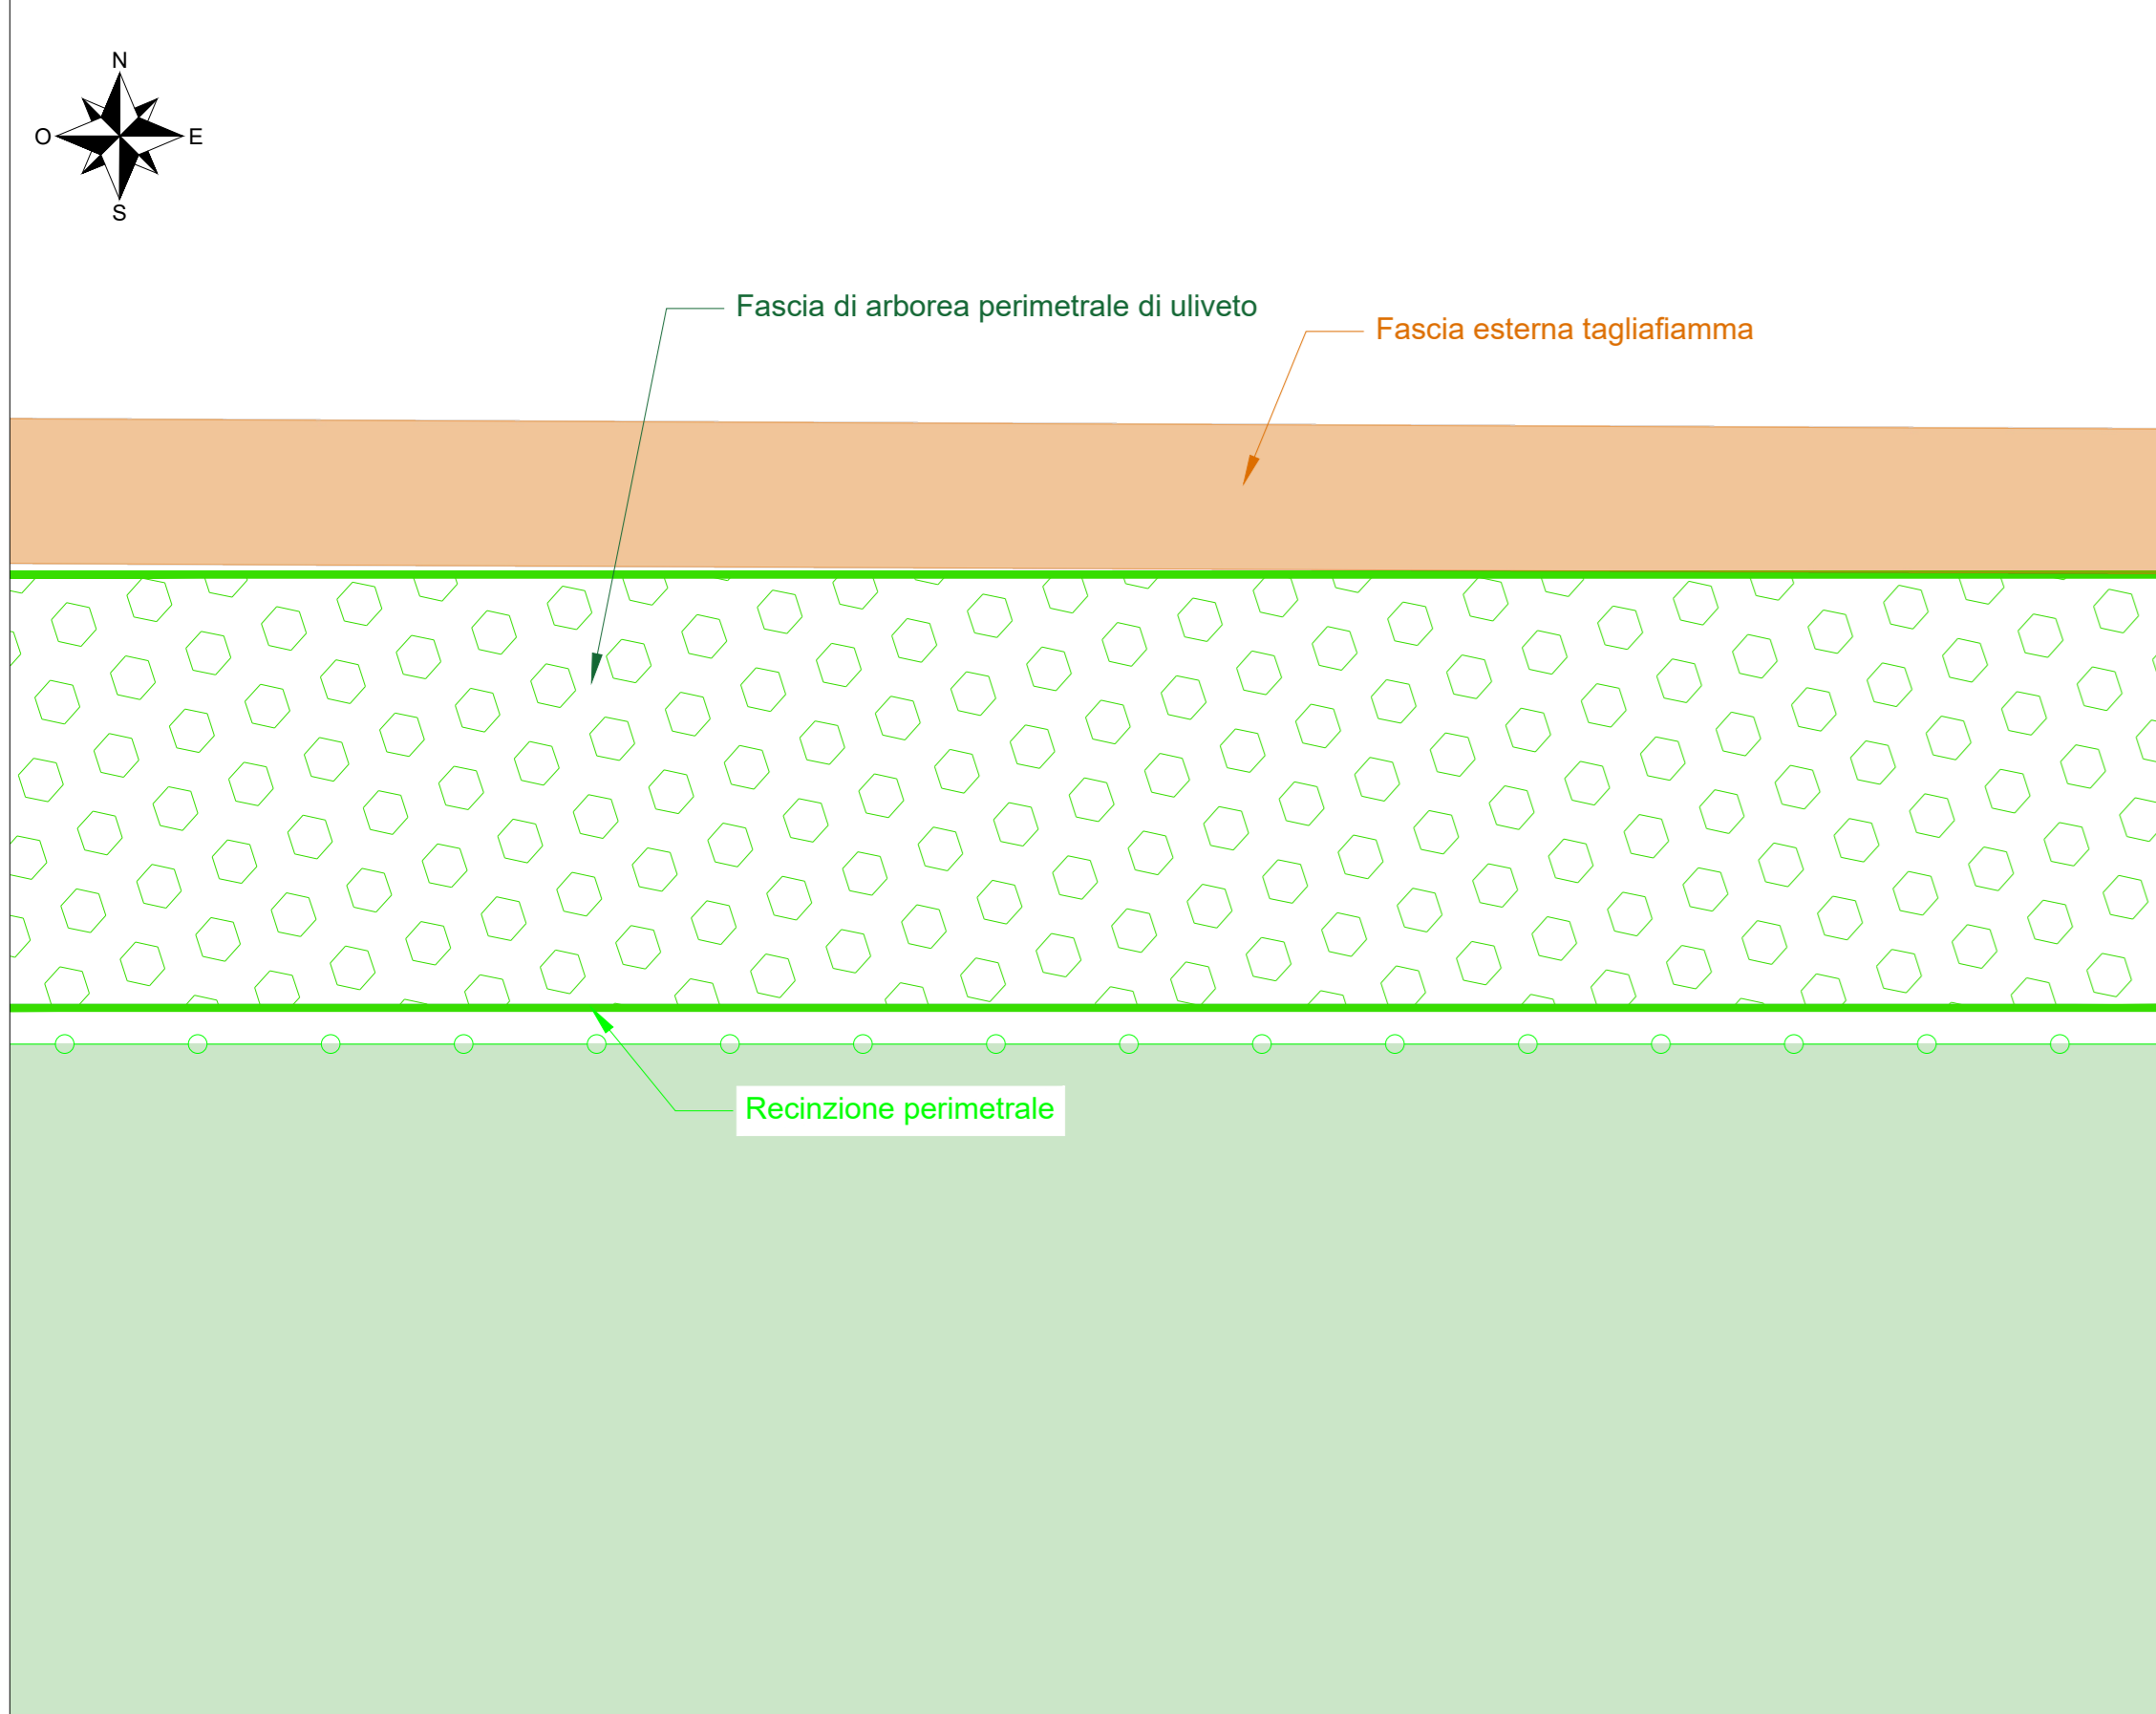 N
O
E
S
Fascia di arborea perimetrale di uliveto
Fascia esterna tagliafiamma
Recinzione perimetrale